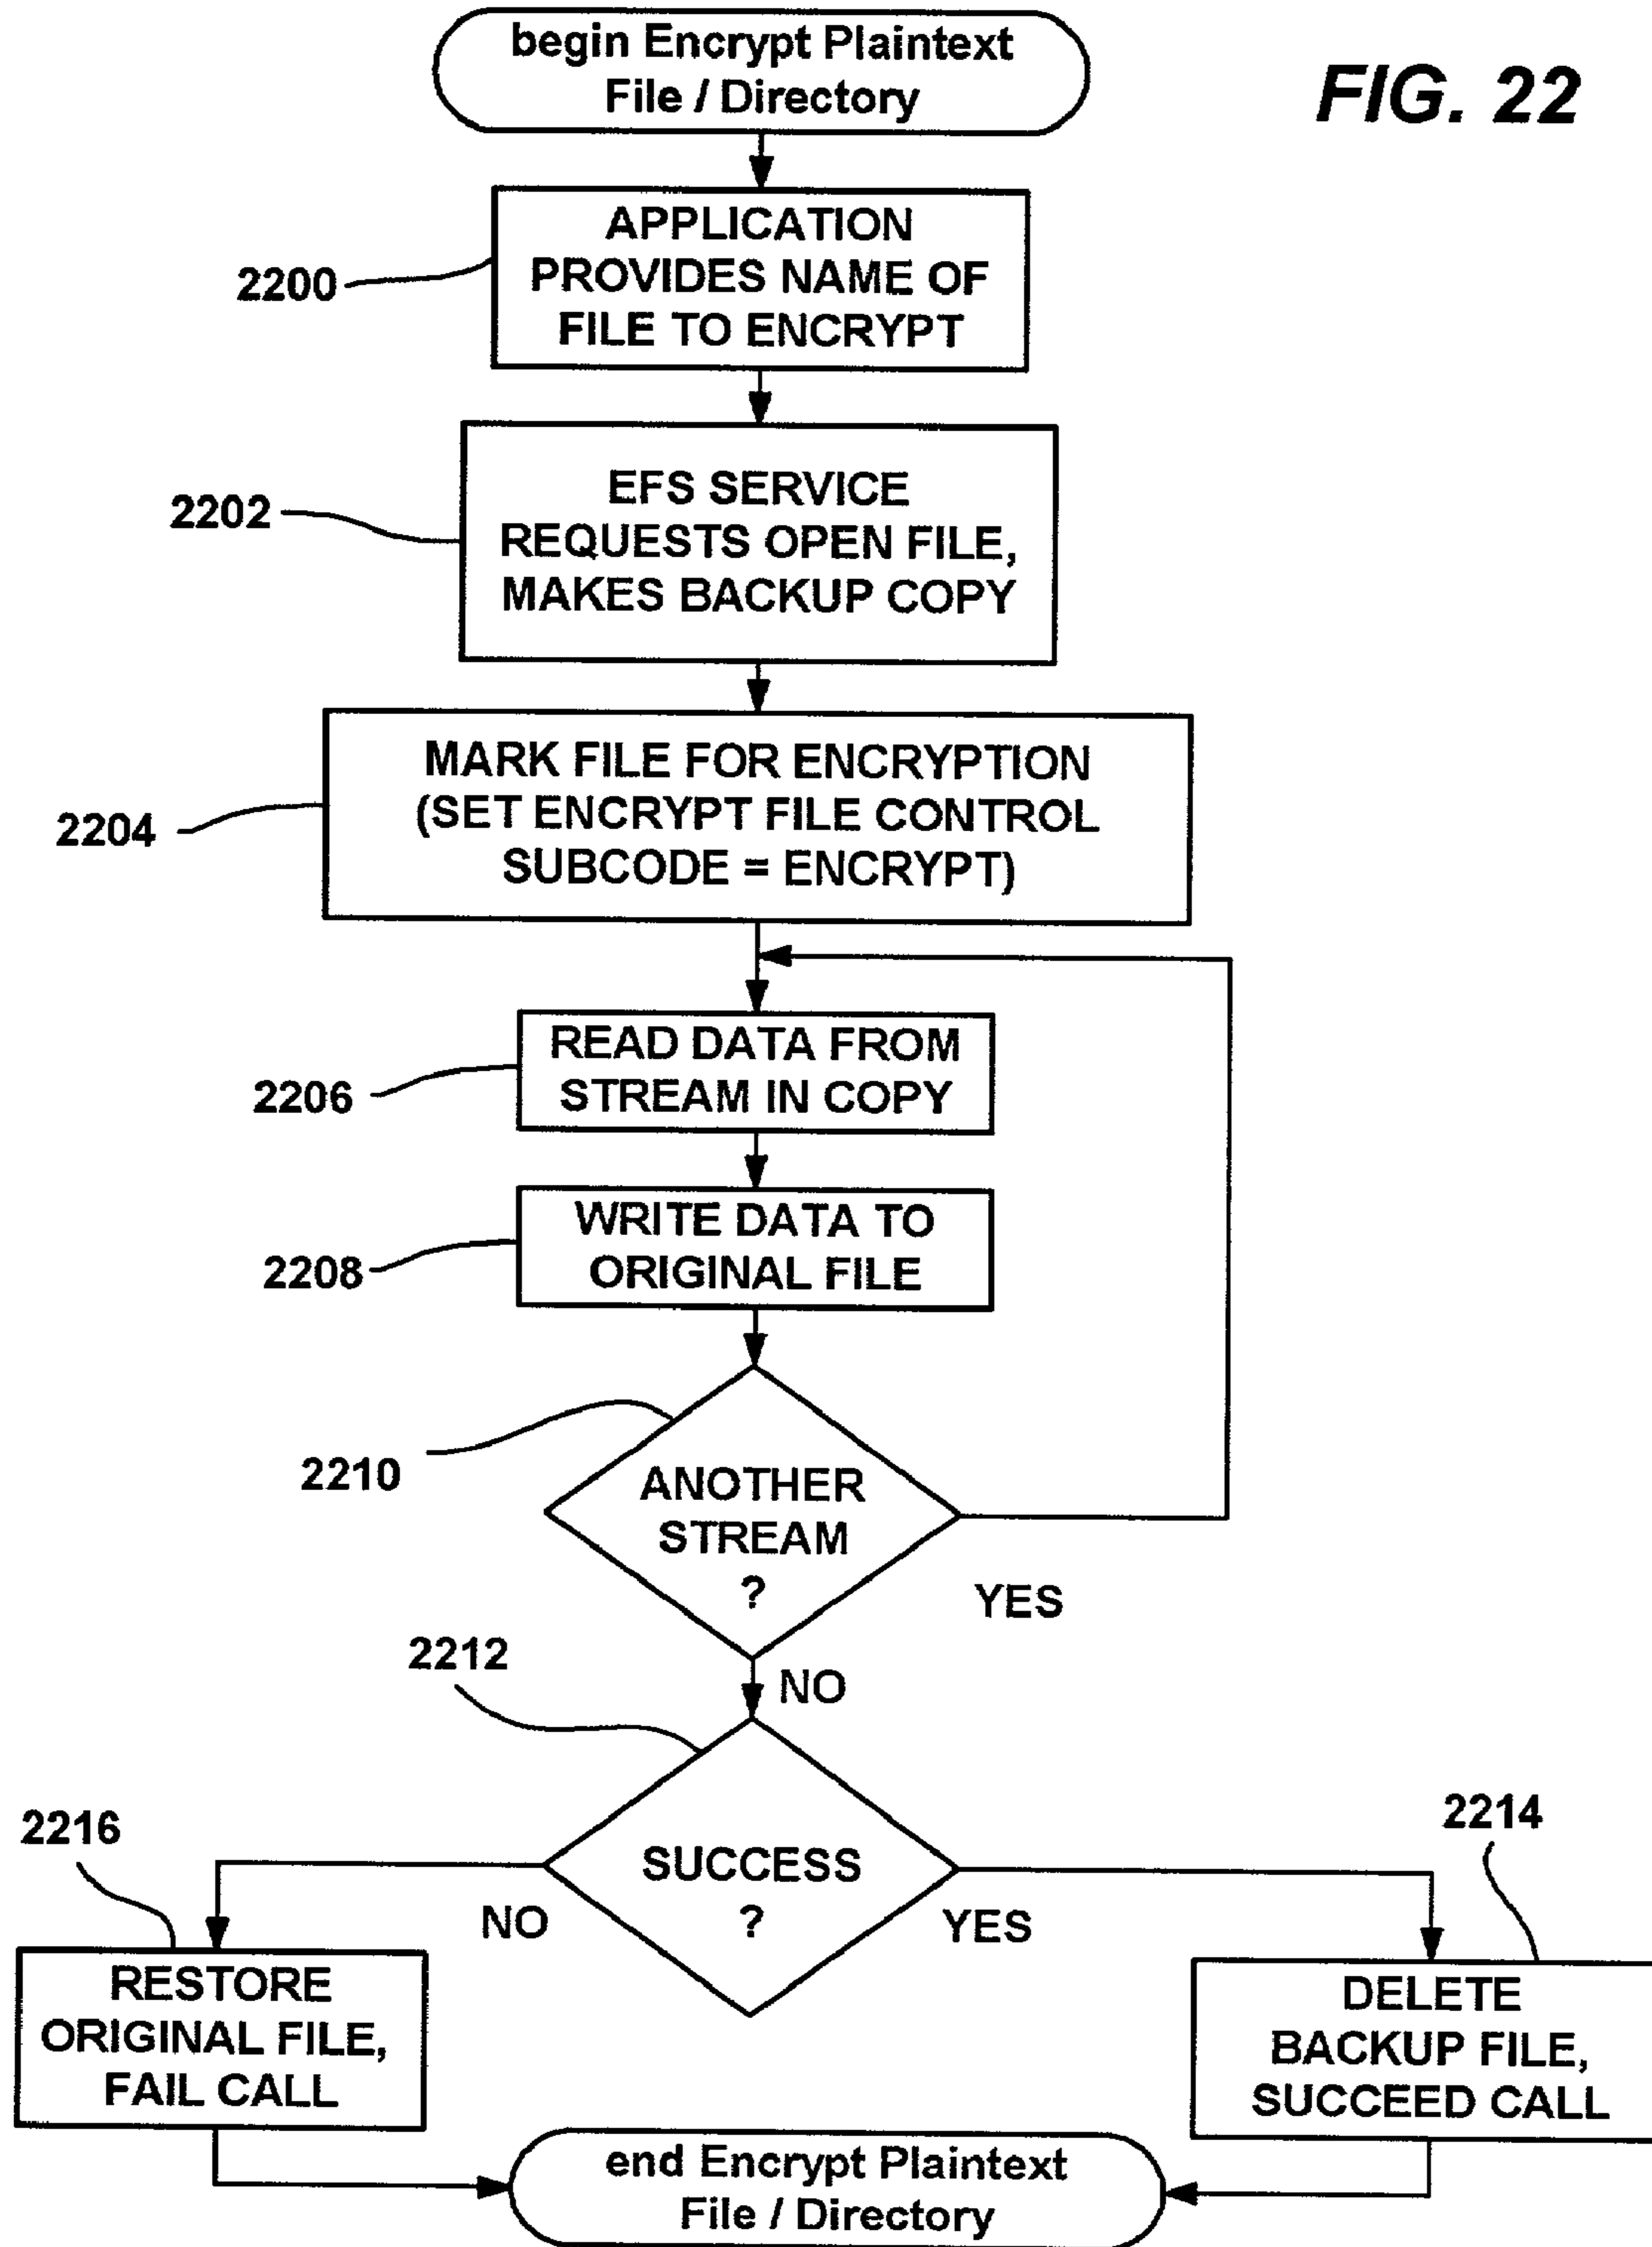 begin Encrypt Plaintext
File / Directory
FIG. 22
APPLICATION
PROVIDES NAME OF
FILE TO ENCRYPT
2200
EFS SERVICE
REQUESTS OPEN FILE,
MAKES BACKUP COPY
2202
MARK FILE FOR ENCRYPTION
(SET ENCRYPT FILE CONTROL
SUBCODE = ENCRYPT)
2204
READ DATA FROM
STREAM IN COPY
2206
WRITE DATA TO
ORIGINAL FILE
2208
ANOTHER
STREAM
?
2210
YES
NO
2212
SUCCESS
?
NO
YES
2216
RESTORE
ORIGINAL FILE,
FAIL CALL
2214
DELETE
BACKUP FILE,
SUCCEED CALL
end Encrypt Plaintext
File / Directory